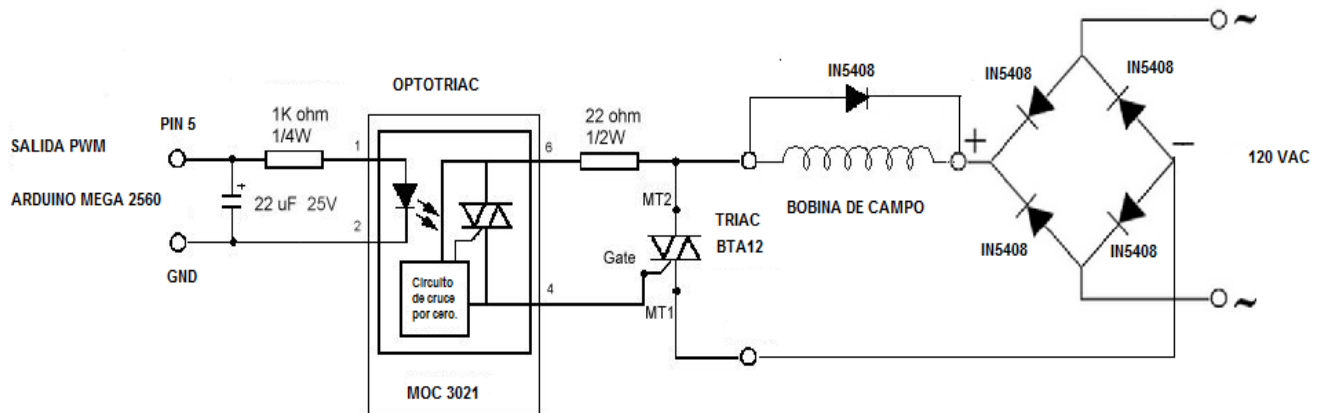 SALIDA PWM
ARDUINO MEGA 2560
PIN 5
GND
22 uF 25V
+
1K ohm
1/4W
OPTOTRIAC
1
2
6
4
Circuito
de cruce
por cero.
MOC 3021
22 ohm
1/2W
MT2
Gate
MT1
TRIAC
BTA12
IN5408
BOBINA DE CAMPO
+
−
IN5408
IN5408
IN5408
IN5408
~
120 VAC
~